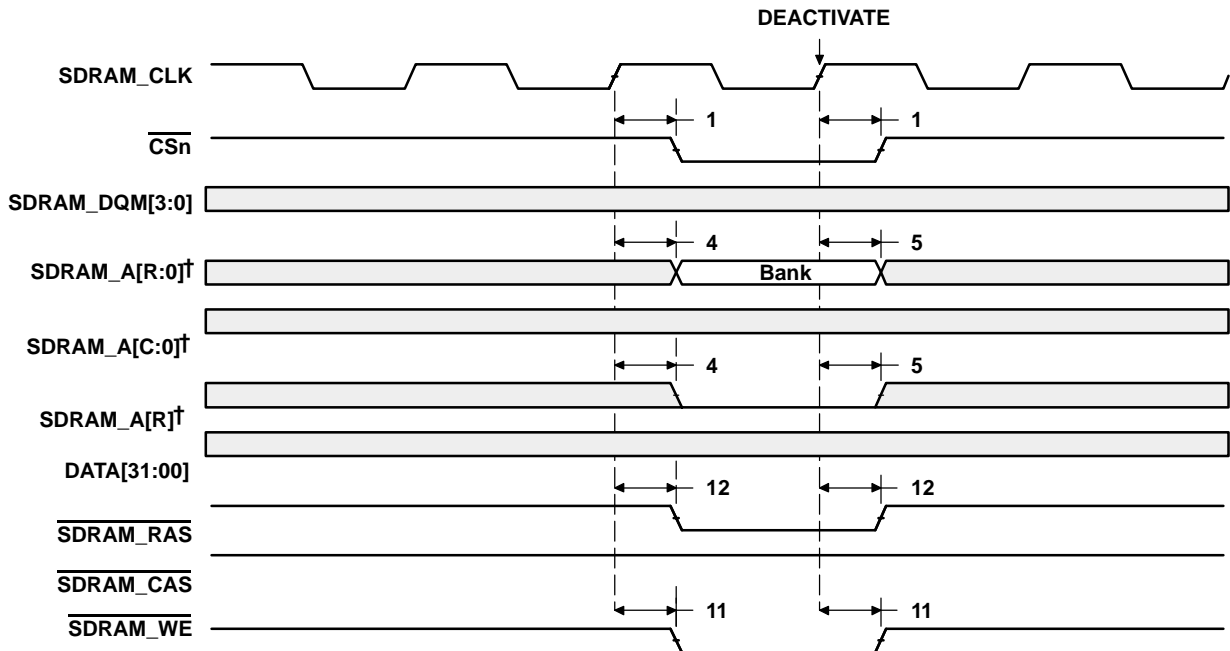 DEACTIVATE
SDRAM_CLK
1 1
CSn
SDRAM_DQM[3:0]
4 5
SDRAM_A[R:0]† Bank
SDRAM_A[C:0]†
4 5
SDRAM_A[R]†
DATA[31:00]
12 12
SDRAM_RAS
SDRAM_CAS
11 11
SDRAM_WE